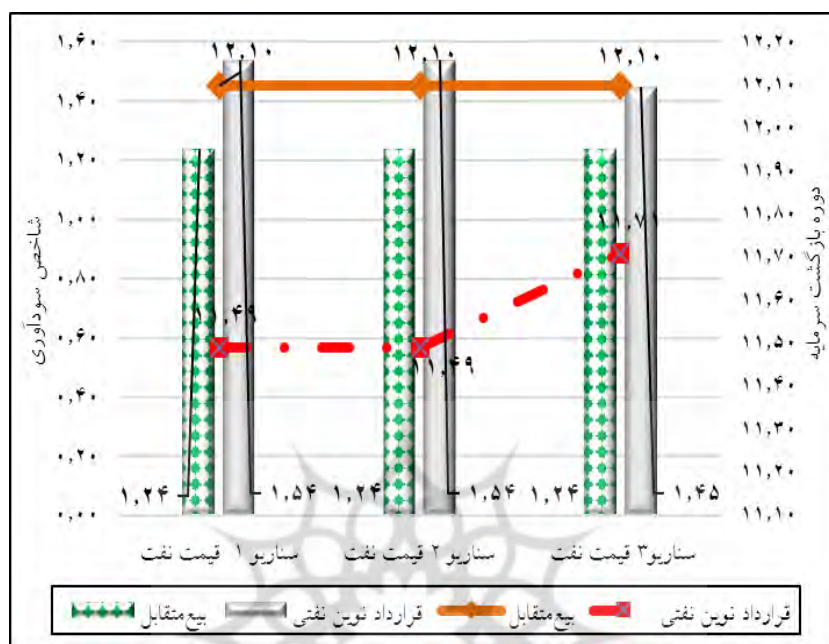 شاخص سودآوری
۱,۶۰
۱,۴۰
۱,۲۰
۱,۰۰
۰,۸۰
۰,۶۰
۰,۴۰
۰,۲۰
۰,۰۰
۱۲,۱۰ ۱۲,۱۰ ۱۲,۱۰
۱۱,۴۹ ۱۱,۴۹ ۱۱,۷۱
۱,۲۴ ۱,۵۴ ۱,۲۴ ۱,۵۴ ۱,۲۴ ۱,۴۵
۱۲,۲۰
۱۲,۱۰
۱۲,۰۰
۱۱,۹۰
۱۱,۸۰
۱۱,۷۰
۱۱,۶۰
۱۱,۵۰
۱۱,۴۰
۱۱,۳۰
۱۱,۲۰
۱۱,۱۰
دوره بازگشت سرمایه
سناریو ۱ قیمت نفت
سناریو ۲ قیمت نفت
سناریو۳ قیمت نفت
بیع‌متقابل
قرارداد نوین نفتی
بیع‌متقابل
قرارداد نوین نفتی